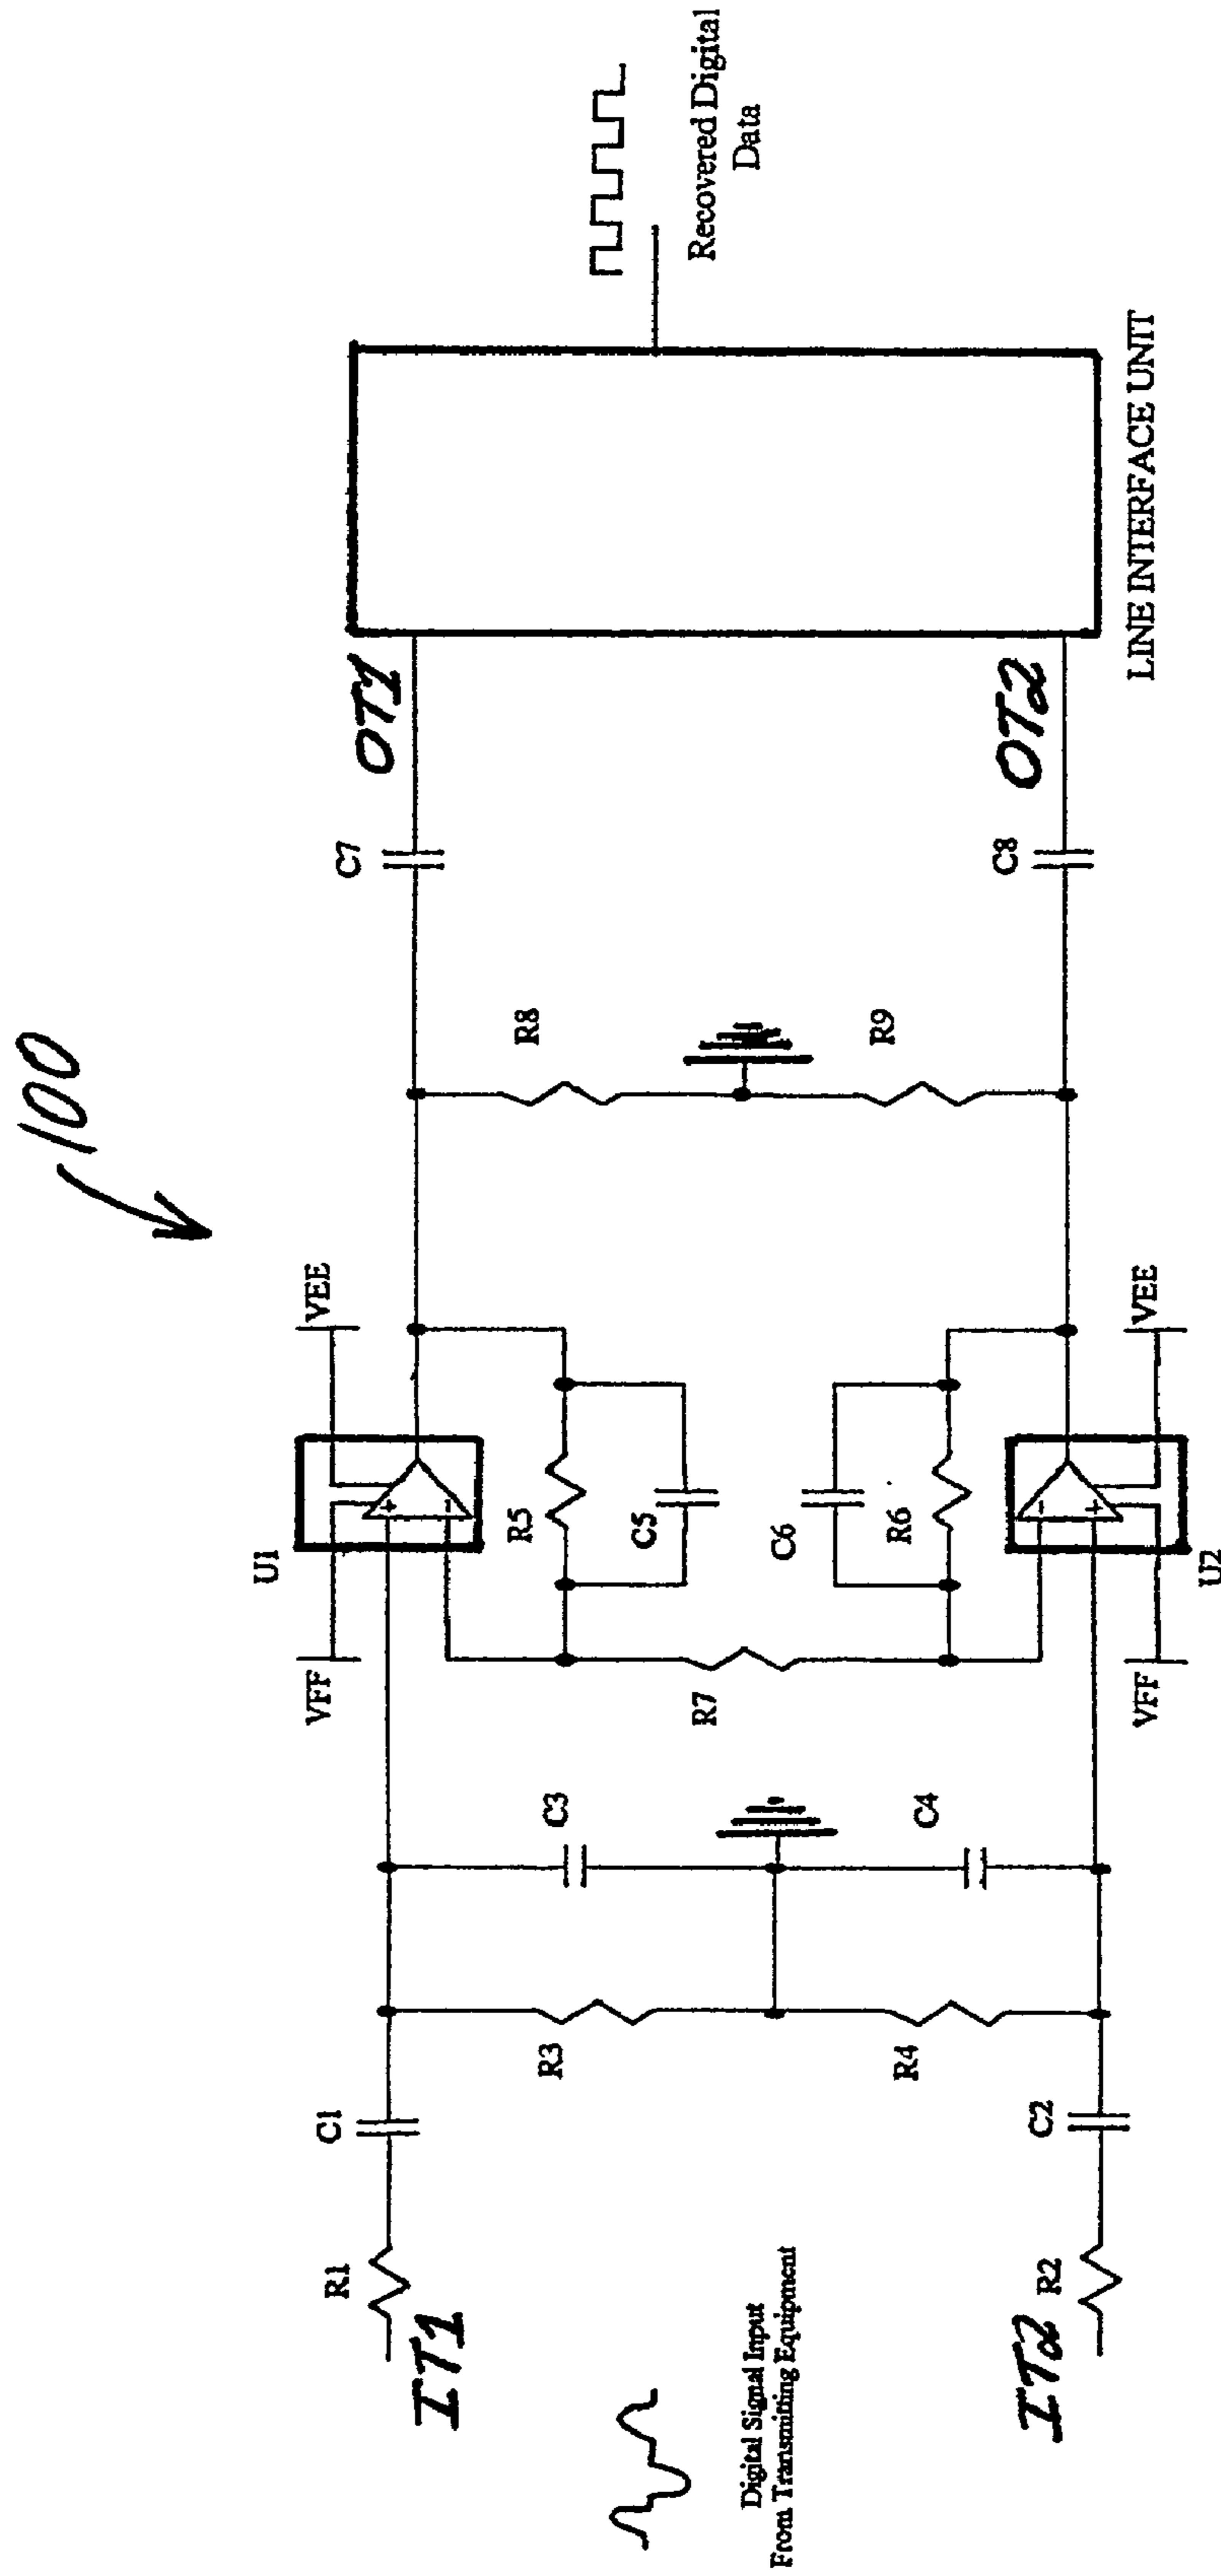 100
Digital Signal Input
From Transmitting Equipment
IT1
R1
C1
R3
C3
VFF
U1
VEE
R5
C5
R7
C6
R6
R8
R9
C7
OT1
IT2
R2
C2
R4
C4
VFF
U2
VEE
C8
OT2
LINE INTERFACE UNIT
Recovered Digital
Data
+
-
-
+